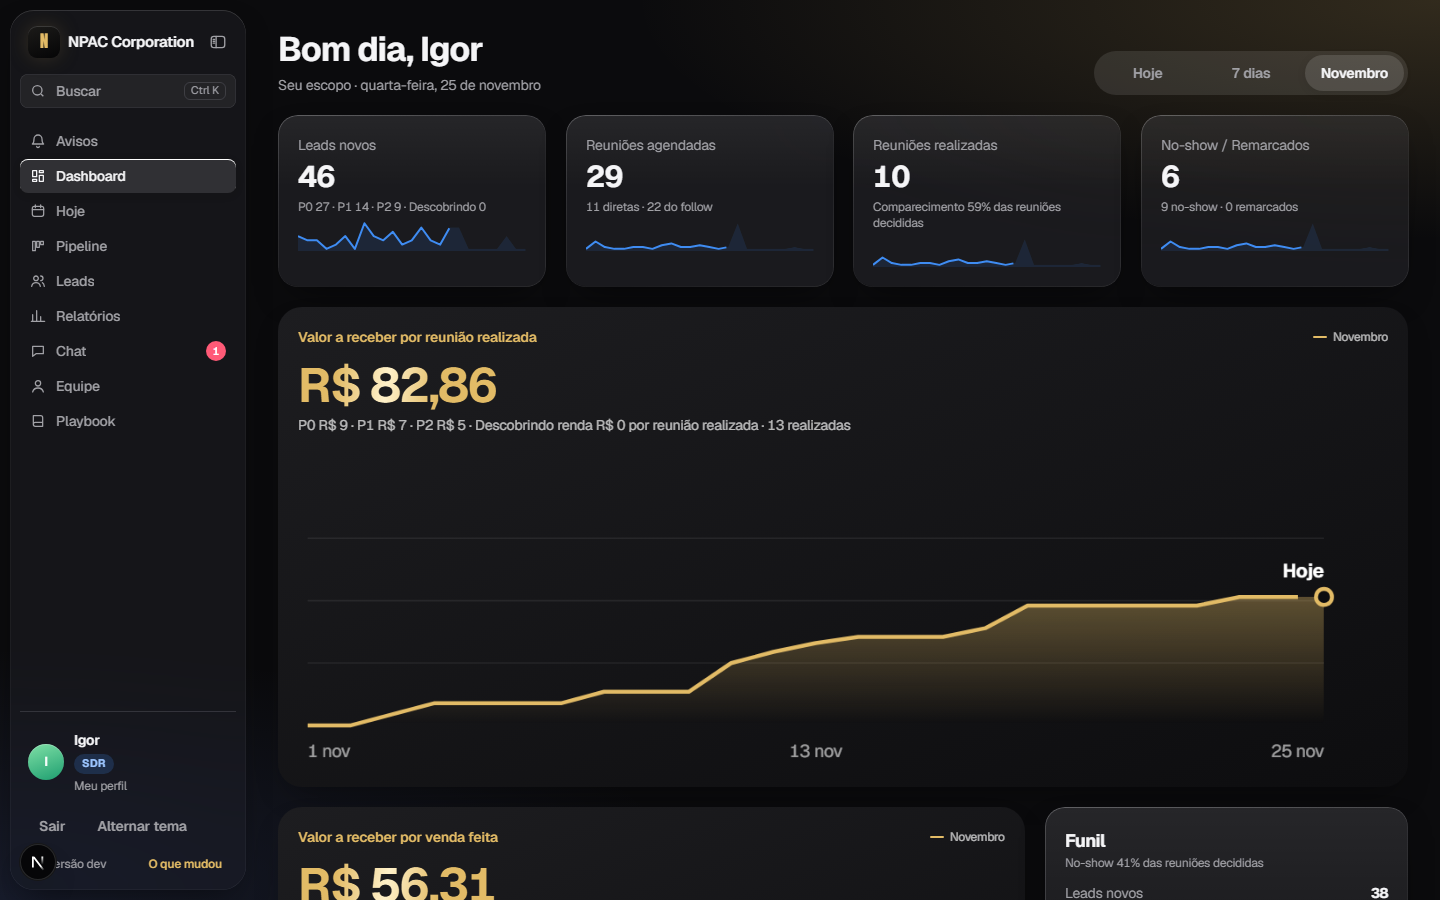 N
NPAC Corporation
Buscar
Ctrl K
Avisos
Dashboard
Hoje
Pipeline
Leads
Relatórios
Chat
1
Equipe
Playbook
I
Igor
SDR
Meu perfil
Sair
Alternar tema
N
ersão dev
O que mudou
Bom dia, Igor
Seu escopo · quarta-feira, 25 de novembro
Hoje
7 dias
Novembro
Leads novos
46
P0 27 · P1 14 · P2 9 · Descobrindo 0
Reuniões agendadas
29
11 diretas · 22 do follow
Reuniões realizadas
10
Comparecimento 59% das reuniões
decididas
No-show / Remarcados
6
9 no-show · 0 remarcados
Valor a receber por reunião realizada
Novembro
R$ 82,86
P0 R$ 9 · P1 R$ 7 · P2 R$ 5 · Descobrindo renda R$ 0 por reunião realizada · 13 realizadas
Hoje
1 nov
13 nov
25 nov
Valor a receber por venda feita
Novembro
R$ 56,31
Funil
No-show 41% das reuniões decididas
Leads novos
38